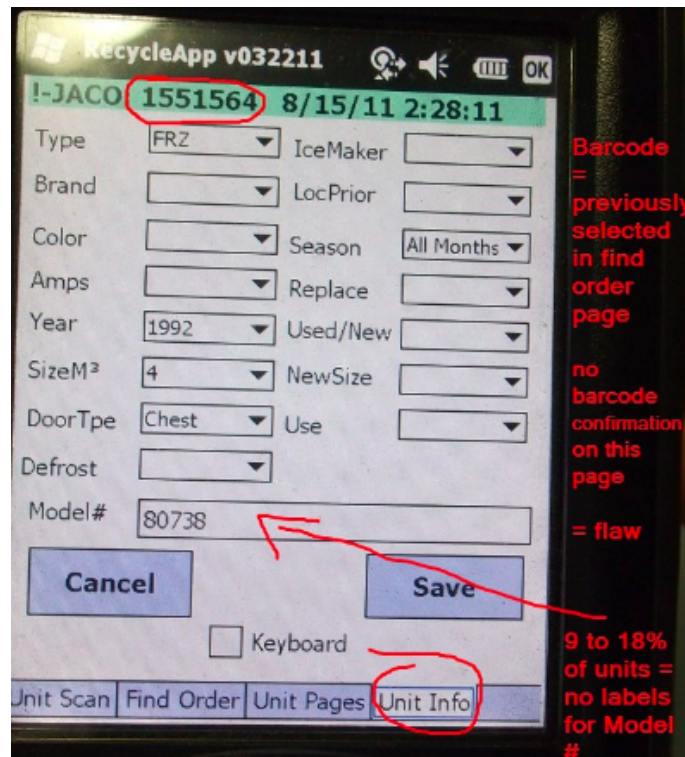 RecycleApp v032211 OK
!-JACO 1551564 8/15/11 2:28:11
Type FRZ IceMaker
Brand LocPrior
Color Season All Months
Amps Replace
Year 1992 Used/New
SizeM³ 4 NewSize
DoorTpe Chest Use
Defrost
Model# 80738
Cancel Save
Keyboard
Unit Scan Find Order Unit Pages Unit Info
Barcode
=
previously
selected
in find
order
page
no
barcode
confirmation
on this
page
= flaw
9 to 18%
of units =
no labels
for Model
#